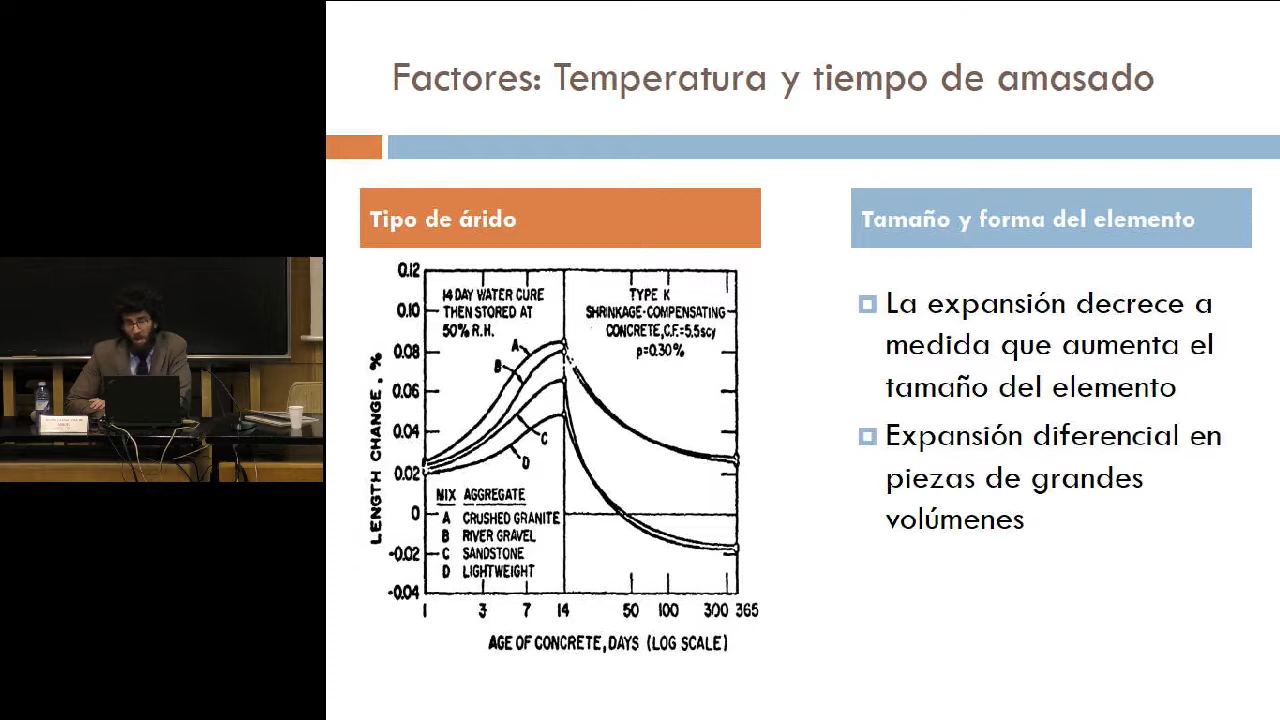 Factores: Temperatura y tiempo de amasado
Tipo de árido
Tamaño y forma del elemento
La expansión decrece a
medida que aumenta el
tamaño del elemento
Expansión diferencial en
piezas de grandes
volúmenes
LENGTH CHANGE, %
0.12
0.10
0.08
0.06
0.04
0.02
0
-0.02
-0.04
14 DAY WATER CURE
THEN STORED AT
50% R.H.
TYPE K
SHRINKAGE-COMPENSATING
CONCRETE, C.F.=5.5scy
p=0.30%
A
B
C
D
MIX AGGREGATE
A CRUSHED GRANITE
B RIVER GRAVEL
C SANDSTONE
D LIGHTWEIGHT
1 3 7 14 50 100 300 365
AGE OF CONCRETE, DAYS (LOG SCALE)